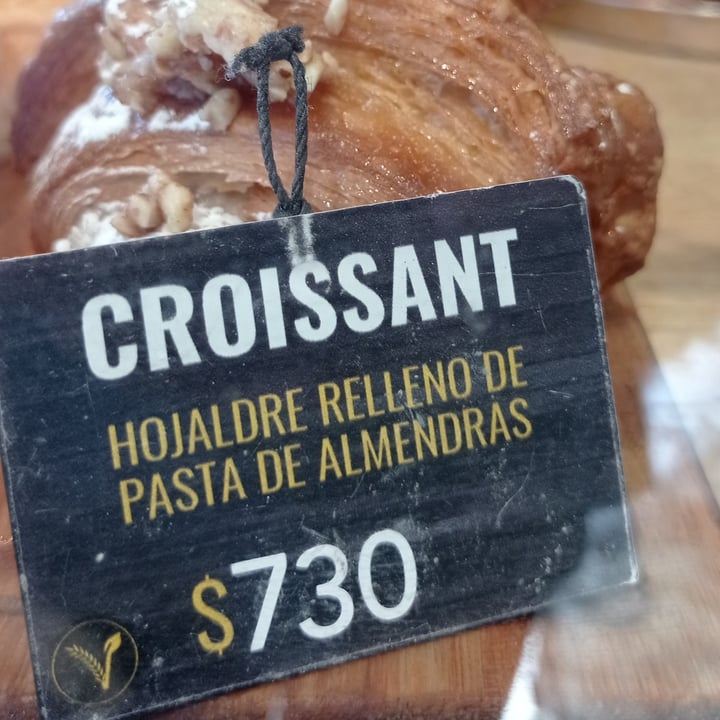 CROISSANT
HOJALDRE RELLENO DE
PASTA DE ALMENDRAS
$730